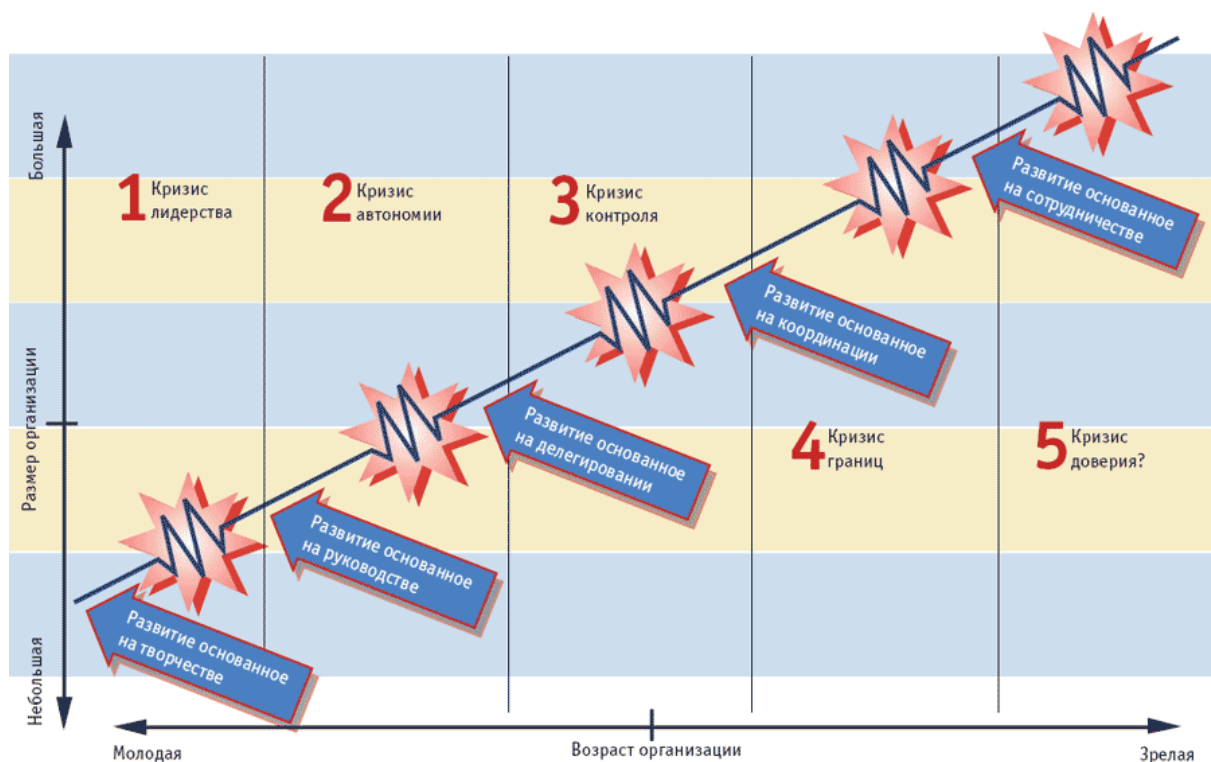 Большая
Размер организации
Небольшая
1 Кризис
лидерства
2 Кризис
автономии
3 Кризис
контроля
4 Кризис
границ
5 Кризис
доверия?
Развитие основанное
на творчестве
Развитие основанное
на руководстве
Развитие основанное
на делегировании
Развитие основанное
на координации
Развитие основанное
на сотрудничестве
Молодая
Возраст организации
Зрелая